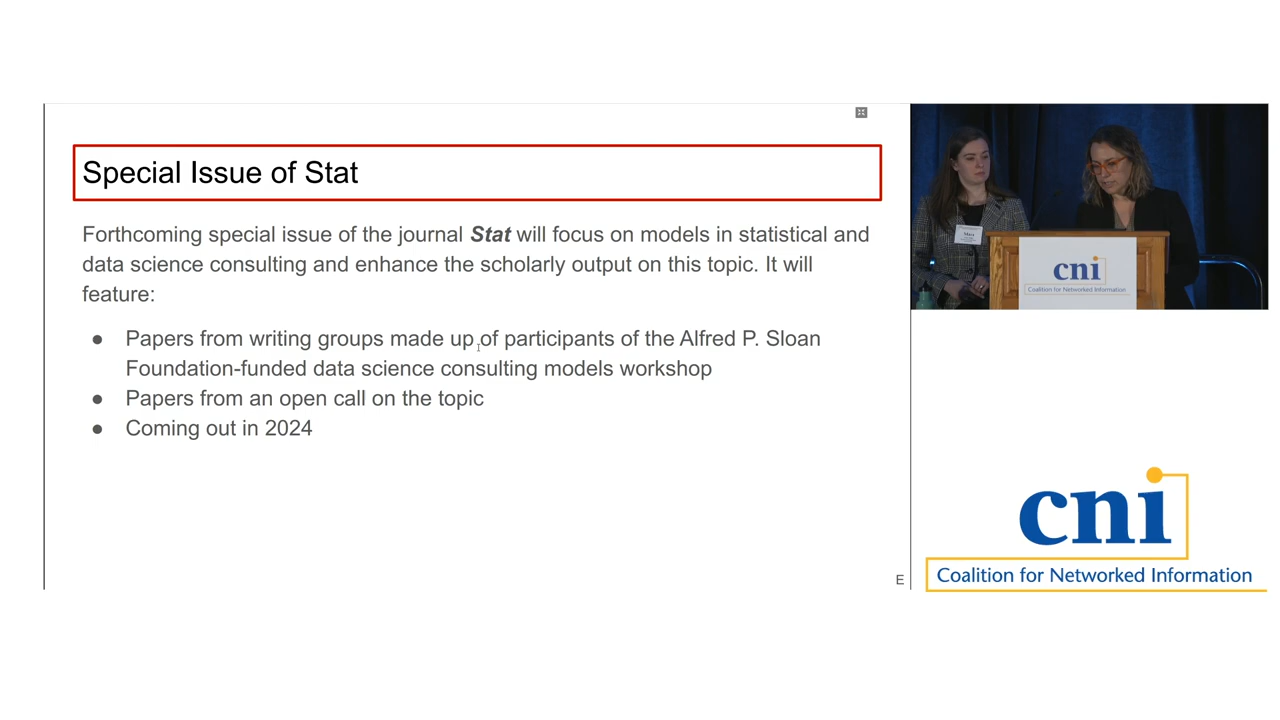 Special Issue of Stat
Forthcoming special issue of the journal Stat will focus on models in statistical and
data science consulting and enhance the scholarly output on this topic. It will
feature:
● Papers from writing groups made up of participants of the Alfred P. Sloan
Foundation-funded data science consulting models workshop
● Papers from an open call on the topic
● Coming out in 2024
E
cni
Coalition for Networked Information
cni
Coalition for Networked Information